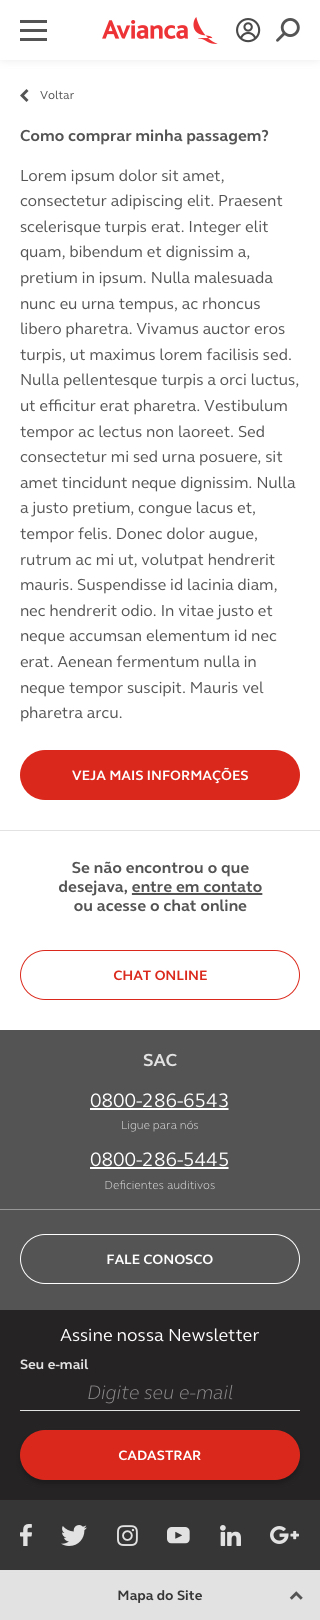 Avianca
Voltar
Como comprar minha passagem?
Lorem ipsum dolor sit amet,
consectetur adipiscing elit. Praesent
scelerisque turpis erat. Integer elit
quam, bibendum et dignissim a,
pretium in ipsum. Nulla malesuada
nunc eu urna tempus, ac rhoncus
libero pharetra. Vivamus auctor eros
turpis, ut maximus lorem facilisis sed.
Nulla pellentesque turpis a orci luctus,
ut efficitur erat pharetra. Vestibulum
tempor ac lectus non laoreet. Sed
consectetur mi sed urna posuere, sit
amet tincidunt neque dignissim. Nulla
a justo pretium, congue lacus et,
tempor felis. Donec dolor augue,
rutrum ac mi ut, volutpat hendrerit
mauris. Suspendisse id lacinia diam,
nec hendrerit odio. In vitae justo et
neque accumsan elementum id nec
erat. Aenean fermentum nulla in
neque tempor suscipit. Mauris vel
pharetra arcu.
VEJA MAIS INFORMAÇÕES
Se não encontrou o que
desejava, entre em contato
ou acesse o chat online
CHAT ONLINE
SAC
0800-286-6543
Ligue para nós
0800-286-5445
Deficientes auditivos
FALE CONOSCO
Assine nossa Newsletter
Seu e-mail
Digite seu e-mail
CADASTRAR
Mapa do Site